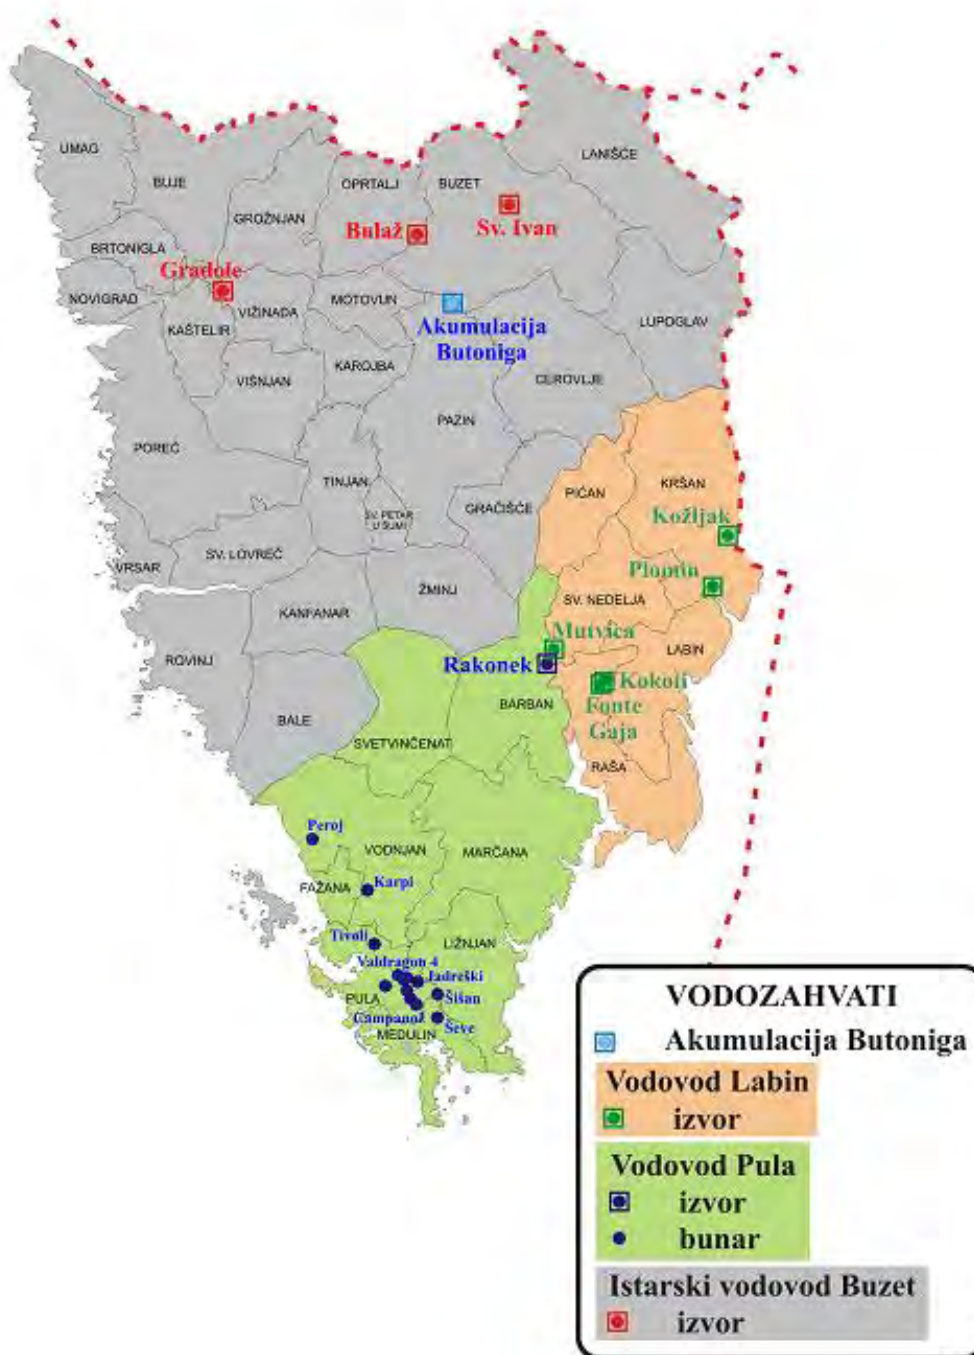 UMAG
BUJE
LANIŠĆE
OPRTALJ
BUZET
GROŽNJAN
Bulaž
Sv. Ivan
BRTONIGLA
Gradole
NOVIGRAD
KAŠTELIR
VIŽINADA
MOTOVUN
Akumulacija
Butoniga
LUPOGLAV
VIŠNJAN
KAROJBA
CEROVLJE
PAZIN
POREČ
TINJAN
SV. PETAR
U ŠUMI
GRAČIŠĆE
PIĆAN
KRŠAN
Kožljak
SV. LOVREČ
VRSAR
ŽMINJ
Plomin
KANFANAR
SV. NEDELJA
Mutvica
LABIN
ROVINJ
Rakonek
Kokoti
BARBAN
Fonte
Gaja
BALE
SVETVINČENAT
RAŠA
Peroj
VODNJAN
MARČANA
FAŽANA
Karpi
Tivoli
LIŽNJAN
Valdragon 4
Jadreški
PULA
Šišan
Campanož
Ševe
MEDULIN
VODOZAHVATI
Akumulacija Butoniga
Vodovod Labin
izvor
Vodovod Pula
izvor
bunar
Istarski vodovod Buzet
izvor